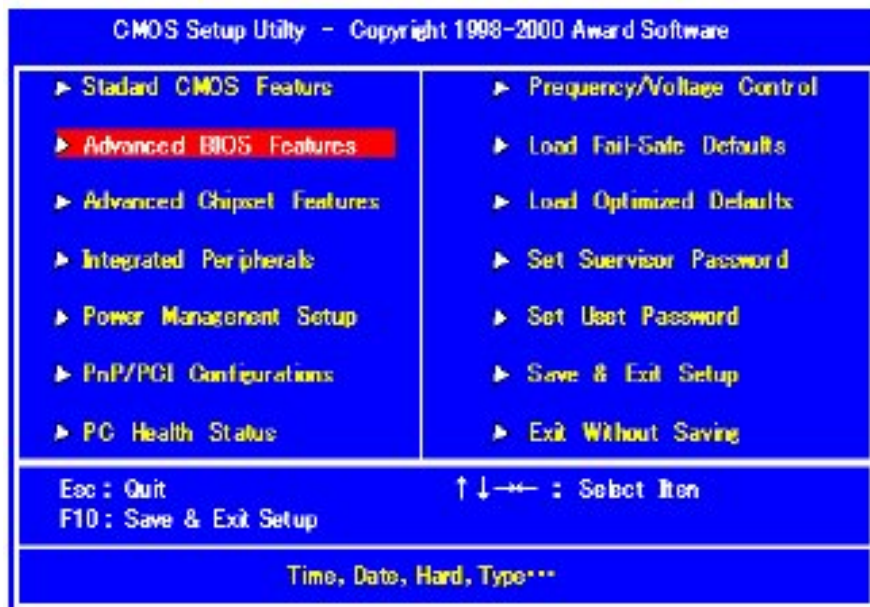 CMOS Setup Utilty - Copyright 1998-2000 Award Software
Stadard CMOS Featurs
Advanced BIOS Features
Advanced Chipset Features
Integrated Peripherals
Power Management Setup
PnP/PCI Configurations
PC Health Status
Prequency/Voltage Control
Load Fail-Safe Defaults
Load Optimized Defaults
Set Suervisor Password
Set Uset Password
Save & Exit Setup
Exit Without Saving
Esc : Quit
F10 : Save & Exit Setup
↑↓→← : Select Iten
Time, Date, Hard, Type…